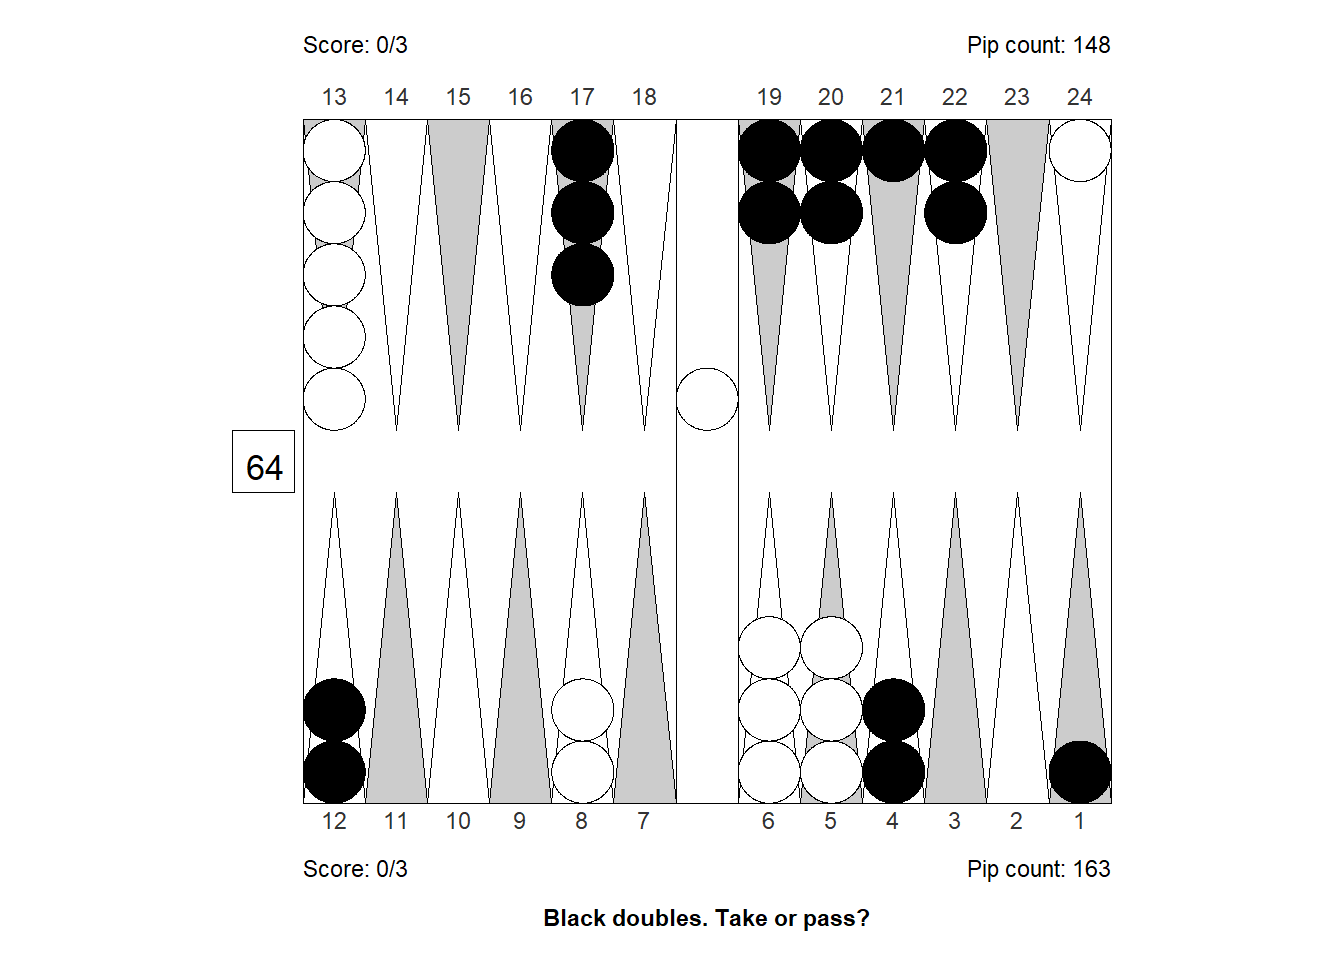 Score: 0/3 Pip count: 148
13 14 15 16 17 18 19 20 21 22 23 24
64
12 11 10 9 8 7 6 5 4 3 2 1
Score: 0/3 Pip count: 163
Black doubles. Take or pass?